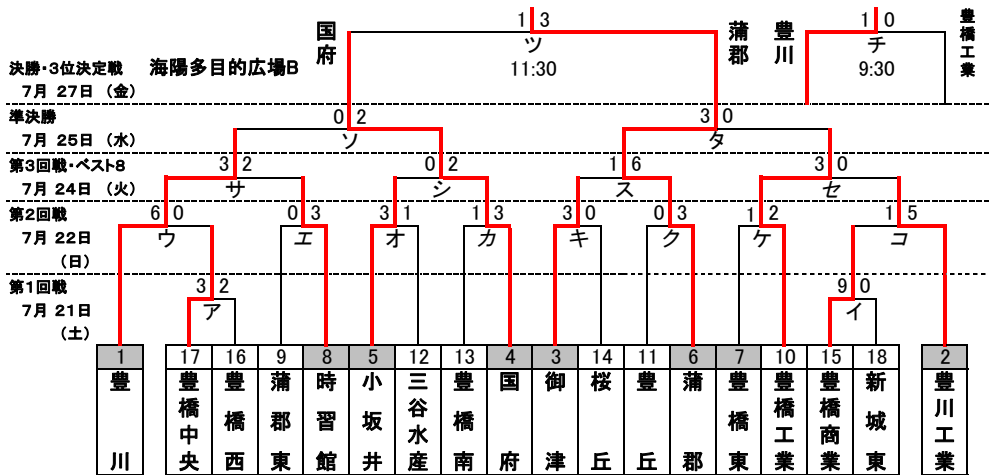 国府 1 3 蒲郡 豊川 1 0 豊橋工業
ツ チ
決勝・3位決定戦 海陽多目的広場B 11:30 9:30
7月 27日 (金)
準決勝 0 2 3 0
7月 25日 (水) ソ タ
第3回戦・ベスト8 3 2 0 2 1 6 3 0
7月 24日 (火) サ シ ス セ
第2回戦 6 0 0 3 3 1 1 3 3 0 0 3 1 2 1 5
7月 22日 ウ エ オ カ キ ク ケ コ
(日)
第1回戦 3 2 9 0
7月 21日 ア イ
(土)
1 17 16 9 8 5 12 13 4 3 14 11 6 7 10 15 18 2
豊川
豊橋中央
豊橋西
蒲郡東
時習館
小坂井
三谷水産
豊橋南
国府
御津
桜丘
豊丘
蒲郡
豊橋東
豊橋工業
豊橋商業
新城東
豊川工業